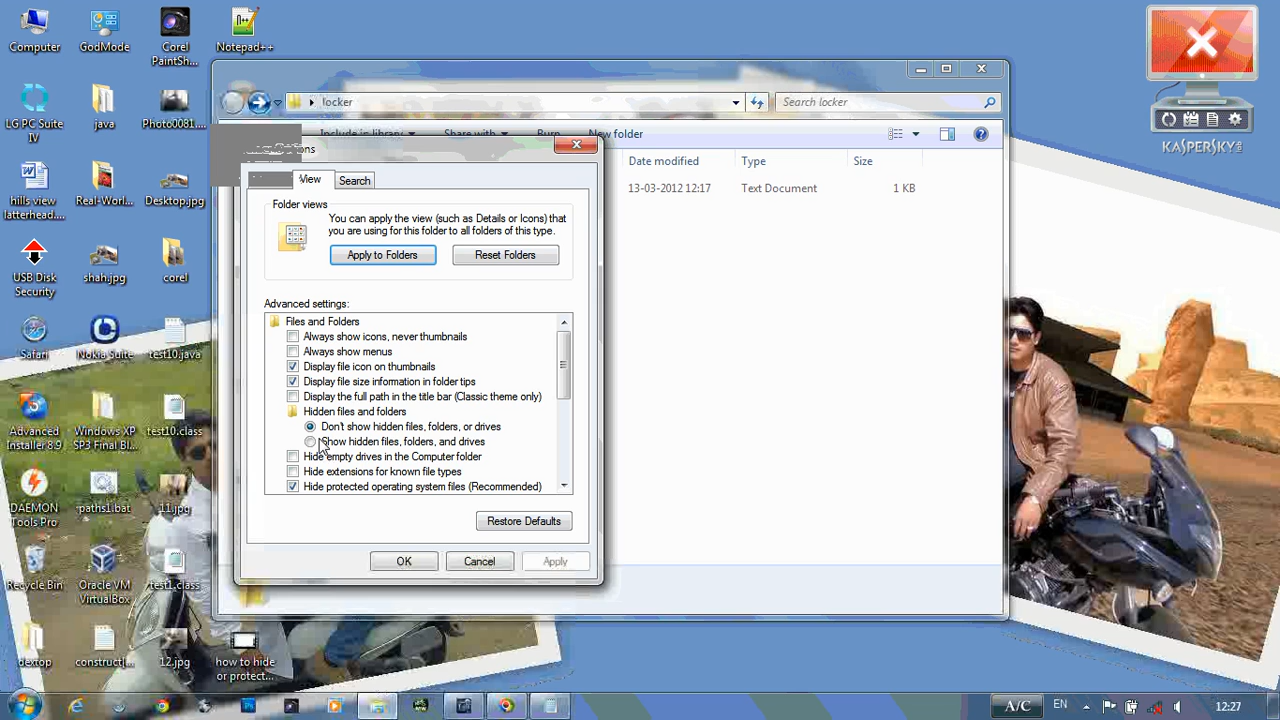 Computer
GodMode
Corel
PaintSh...
Notepad++
LG PC Suite
IV
java
Photo0081....
hills view
latterhead....
Real-Worl...
Desktop.jpg
USB Disk
Security
shah.jpg
corel
Safari
Nokia Suite
test10.java
Advanced
Installer 8.9
Windows XP
SP3 Final Bl...
test10.class
DAEMON
Tools Pro
paths1.bat
11.jpg
Recycle Bin
Oracle VM
VirtualBox
test1.class
dextop
construct(...
12.jpg
how to hide
or protect...
locker
Search locker
Include in library
Share with
Burn
New folder
Date modified
Type
Size
13-03-2012 12:17
Text Document
1 KB
View
Search
Folder views
You can apply the view (such as Details or Icons) that
you are using for this folder to all folders of this type.
Apply to Folders
Reset Folders
Advanced settings:
Files and Folders
Always show icons, never thumbnails
Always show menus
Display file icon on thumbnails
Display file size information in folder tips
Display the full path in the title bar (Classic theme only)
Hidden files and folders
Don't show hidden files, folders, or drives
Show hidden files, folders, and drives
Hide empty drives in the Computer folder
Hide extensions for known file types
Hide protected operating system files (Recommended)
Restore Defaults
OK
Cancel
Apply
KASPERSKY
A/C
EN
12:27